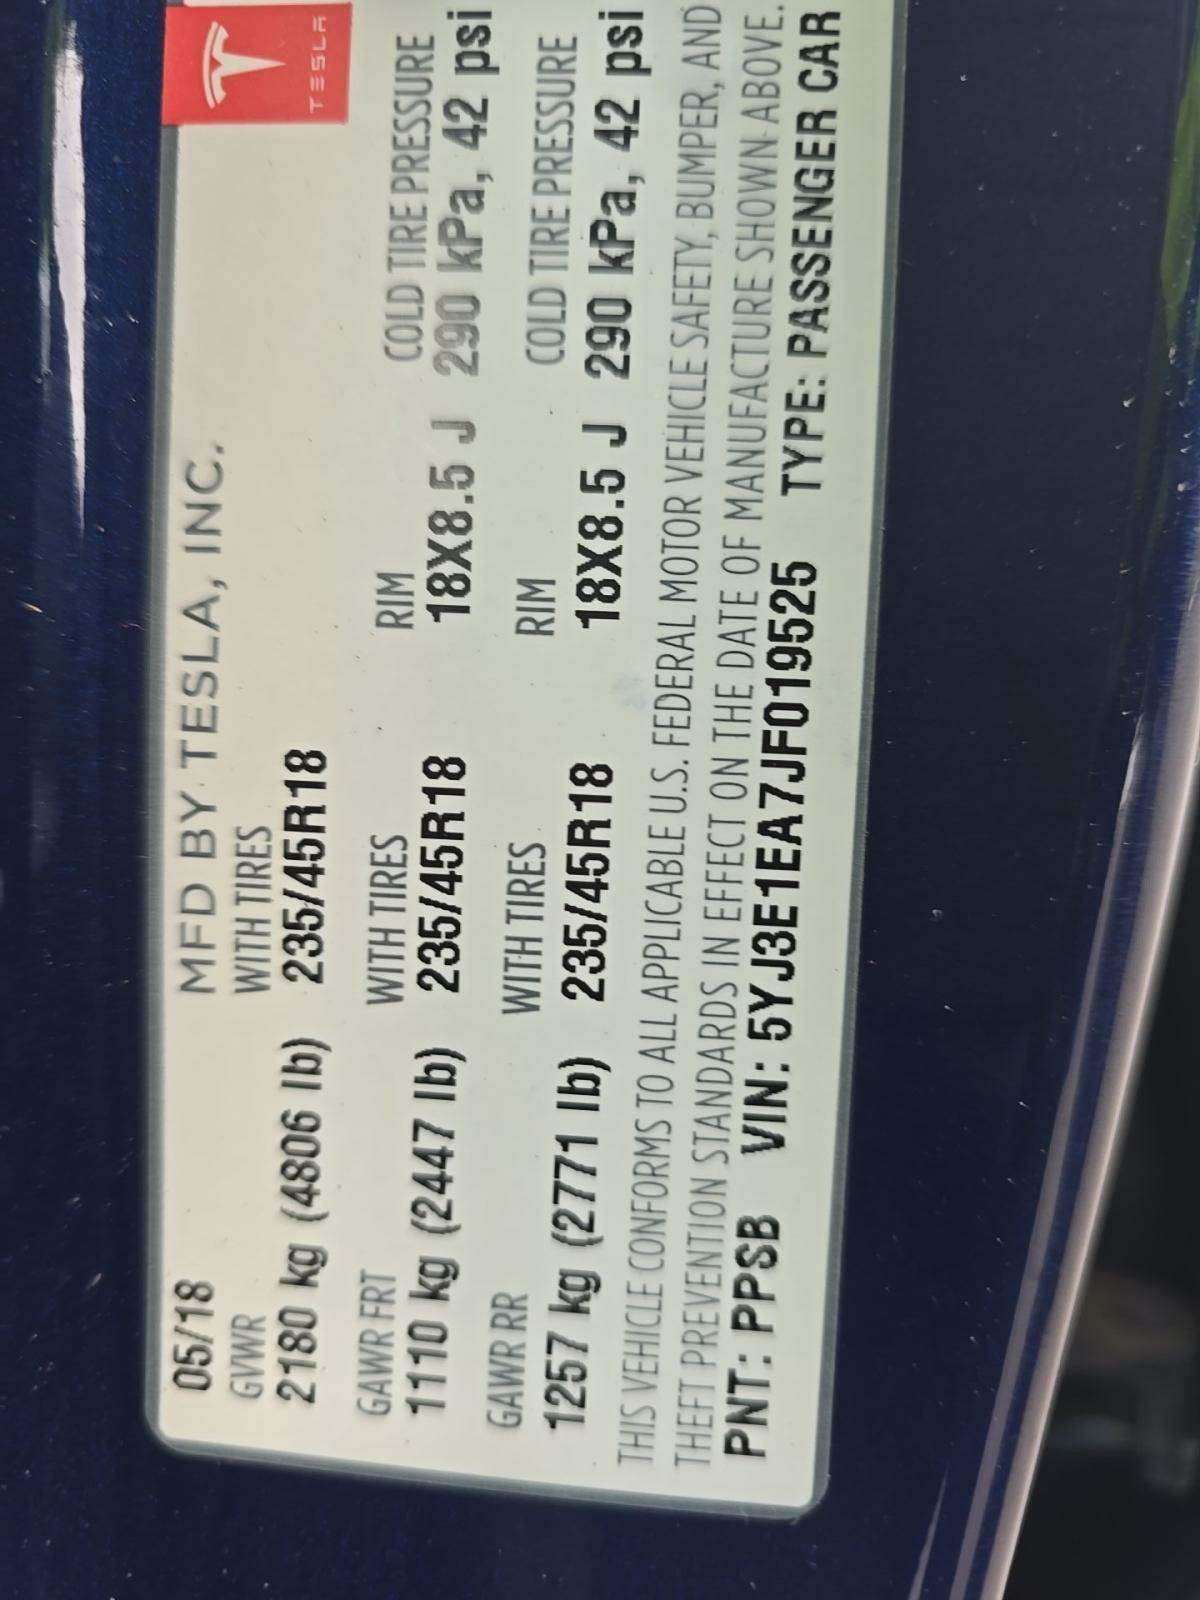 05/18 MFD BY TESLA, INC. TESLA
GVWR WITH TIRES
2180 kg (4806 lb) 235/45R18
GAWR FRT WITH TIRES RIM COLD TIRE PRESSURE
1110 kg (2447 lb) 235/45R18 18X8.5 J 290 kPa, 42 psi
GAWR RR WITH TIRES RIM COLD TIRE PRESSURE
1257 kg (2771 lb) 235/45R18 18X8.5 J 290 kPa, 42 psi
THIS VEHICLE CONFORMS TO ALL APPLICABLE U.S. FEDERAL MOTOR VEHICLE SAFETY, BUMPER, AND
THEFT PREVENTION STANDARDS IN EFFECT ON THE DATE OF MANUFACTURE SHOWN ABOVE.
PNT: PPSB VIN: 5YJ3E1EA7JF019525 TYPE: PASSENGER CAR